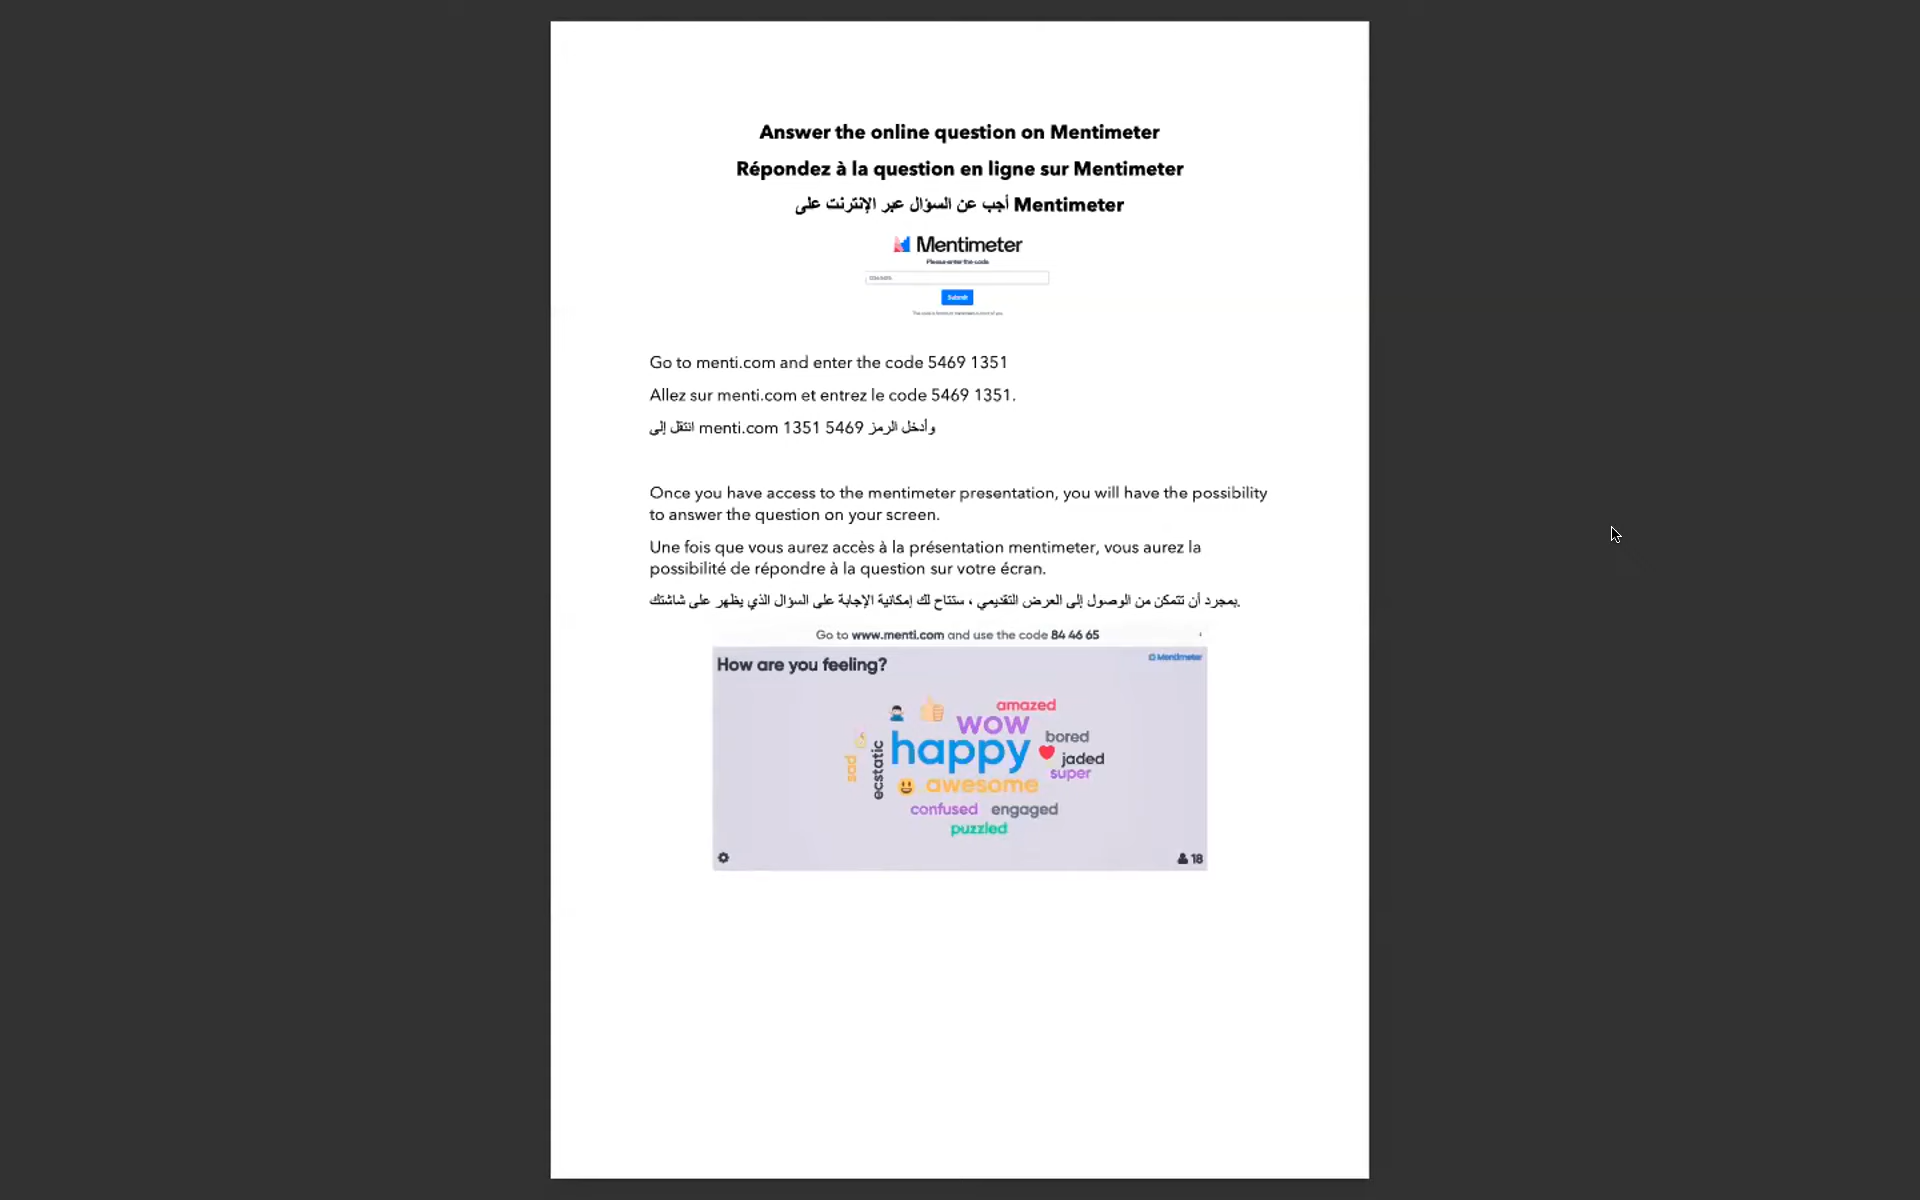 Answer the online question on Mentimeter
Répondez à la question en ligne sur Mentimeter
أجب عن السؤال عبر الإنترنت على Mentimeter
Mentimeter
Please enter the code
Submit
Go to menti.com and enter the code 5469 1351
Allez sur menti.com et entrez le code 5469 1351.
انتقل إلى menti.com 1351 5469 وأدخل الرمز
Once you have access to the mentimeter presentation, you will have the possibility
to answer the question on your screen.
Une fois que vous aurez accès à la présentation mentimeter, vous aurez la
possibilité de répondre à la question sur votre écran.
بمجرد أن تتمكن من الوصول إلى العرض التقديمي ، ستتاح لك إمكانية الإجابة على السؤال الذي يظهر على شاشتك.
Go to www.menti.com and use the code 84 46 65
How are you feeling?
Mentimeter
amazed
wow
bored
happy
jaded
sad
ecstatic
super
awesome
confused engaged
puzzled
18